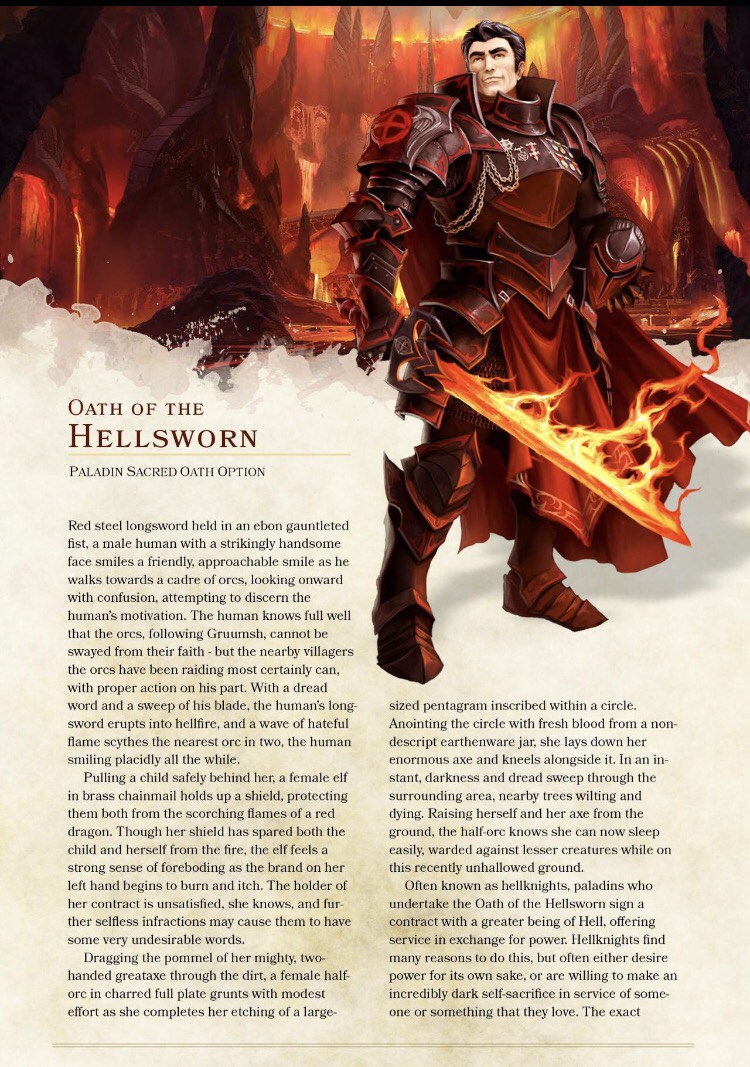 Oath of the
Hellsworn
Paladin Sacred Oath Option
Red steel longsword held in an ebon gauntleted
fist, a male human with a strikingly handsome
face smiles a friendly, approachable smile as he
walks towards a cadre of orcs, looking onward
with confusion, attempting to discern the
human's motivation. The human knows full well
that the orcs, following Gruumsh, cannot be
swayed from their faith - but the nearby villagers
the orcs have been raiding most certainly can,
with proper action on his part. With a dread
word and a sweep of his blade, the human's long-
sword erupts into hellfire, and a wave of hateful
flame scythes the nearest orc in two, the human
smiling placidly all the while.
Pulling a child safely behind her, a female elf
in brass chainmail holds up a shield, protecting
them both from the scorching flames of a red
dragon. Though her shield has spared both the
child and herself from the fire, the elf feels a
strong sense of foreboding as the brand on her
left hand begins to burn and itch. The holder of
her contract is unsatisfied, she knows, and fur-
ther selfless infractions may cause them to have
some very undesirable words.
Dragging the pommel of her mighty, two-
handed greataxe through the dirt, a female half-
orc in charred full plate grunts with modest
effort as she completes her etching of a large-
sized pentagram inscribed within a circle.
Anointing the circle with fresh blood from a non-
descript earthenware jar, she lays down her
enormous axe and kneels alongside it. In an in-
stant, darkness and dread sweep through the
surrounding area, nearby trees wilting and
dying. Raising herself and her axe from the
ground, the half-orc knows she can now sleep
easily, warded against lesser creatures while on
this recently unhallowed ground.
Often known as hellknights, paladins who
undertake the Oath of the Hellsworn sign a
contract with a greater being of Hell, offering
service in exchange for power. Hellknights find
many reasons to do this, but often either desire
power for its own sake, or are willing to make an
incredibly dark self-sacrifice in service of some-
one or something that they love. The exact